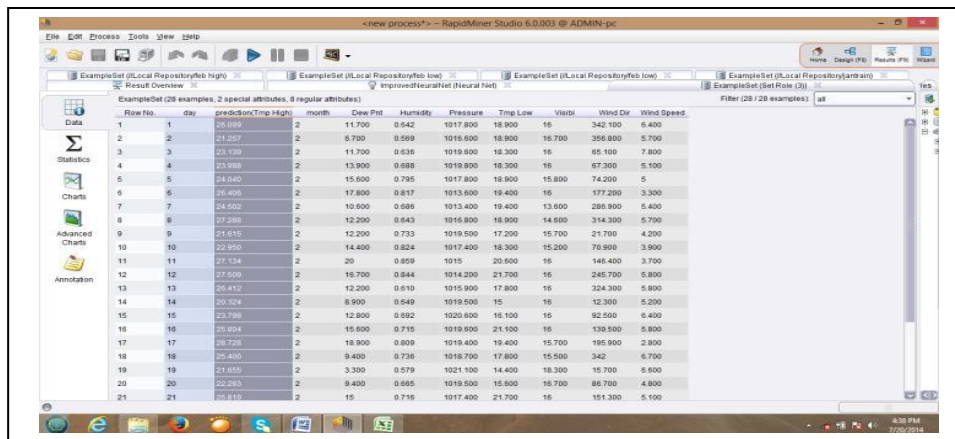 <new process*> – RapidMiner Studio 6.0.003 @ ADMIN-pc
File Edit Process Tools View Help
Home Design (F8) Results (F9) Wizard
ExampleSet (//Local Repository/feb high) ExampleSet (//Local Repository/feb low) ExampleSet (//Local Repository/feb low) ExampleSet (//Local Repository/jantrain)
Result Overview ImprovedNeuralNet (Neural Net) ExampleSet (Set Role (3))
ExampleSet (28 examples, 2 special attributes, 8 regular attributes) Filter (28 / 28 examples): all
Data
Statistics
Charts
Advanced Charts
Annotation
Row No. day prediction(Tmp High) month Dew Pnt Humidity Pressure Tmp Low Visibi Wind Dir Wind Speed
1 1 26.099 2 11.700 0.642 1017.800 18.900 16 342.100 6.400
2 2 21.257 2 6.700 0.569 1016.600 18.900 16.700 356.800 5.700
3 3 23.139 2 11.700 0.636 1019.600 18.300 16 65.100 7.800
4 4 23.988 2 13.900 0.688 1019.800 18.300 16 67.300 5.100
5 5 24.040 2 15.600 0.795 1017.800 18.900 15.800 74.200 5
6 6 26.406 2 17.800 0.817 1013.600 19.400 16 177.200 3.300
7 7 24.502 2 10.600 0.686 1013.400 19.400 13.600 286.900 5.400
8 8 27.288 2 12.200 0.643 1016.800 18.900 14.600 314.300 5.700
9 9 21.615 2 12.200 0.733 1019.500 17.200 15.700 21.700 4.200
10 10 22.950 2 14.400 0.824 1017.400 18.300 15.200 70.900 3.900
11 11 27.134 2 20 0.859 1015 20.600 16 146.400 3.700
12 12 27.509 2 16.700 0.844 1014.200 21.700 16 245.700 5.800
13 13 26.412 2 12.200 0.610 1015.900 17.800 16 324.300 5.800
14 14 20.324 2 8.900 0.649 1019.500 15 16 12.300 5.200
15 15 23.798 2 12.800 0.692 1020.600 16.100 16 92.500 6.400
16 16 25.804 2 15.600 0.715 1019.600 21.100 16 139.500 5.800
17 17 28.728 2 18.900 0.809 1019.400 19.400 15.700 195.900 2.800
18 18 25.400 2 9.400 0.736 1018.700 17.800 15.500 342 6.700
19 19 21.655 2 3.300 0.579 1021.100 14.400 18.300 15.700 6.600
20 20 22.293 2 9.400 0.665 1019.500 15.600 16.700 86.700 4.800
21 21 25.819 2 15 0.716 1017.400 21.700 16 151.300 5.100
4:38 PM
7/20/2014